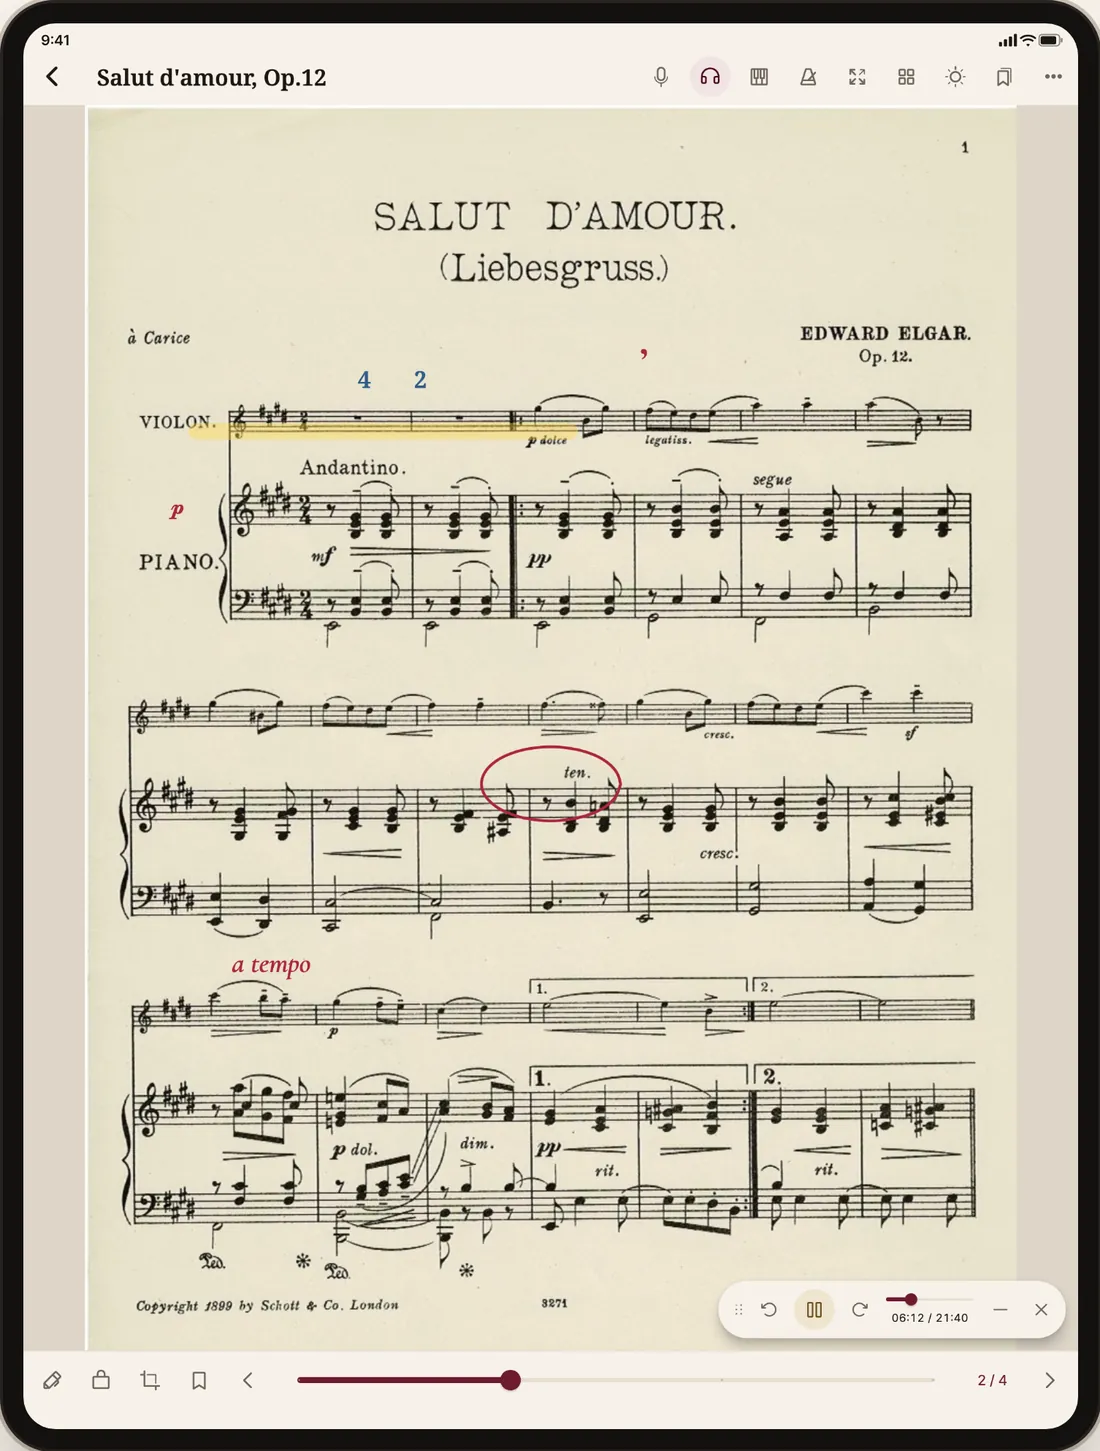 9:41
Salut d'amour, Op.12
1
SALUT D'AMOUR.
(Liebesgruss.)
à Carice
EDWARD ELGAR.
Op. 12.
,
4 2
VIOLON.
p dolce legatiss.
Andantino.
segue
p
mf pp
PIANO.
cresc. sf
ten.
cresc.
a tempo
1. 2.
p
1. 2.
p dol. dim. pp rit. rit.
Ped. * Ped. *
Copyright 1899 by Schott & Co. London 3271
06:12 / 21:40
2 / 4